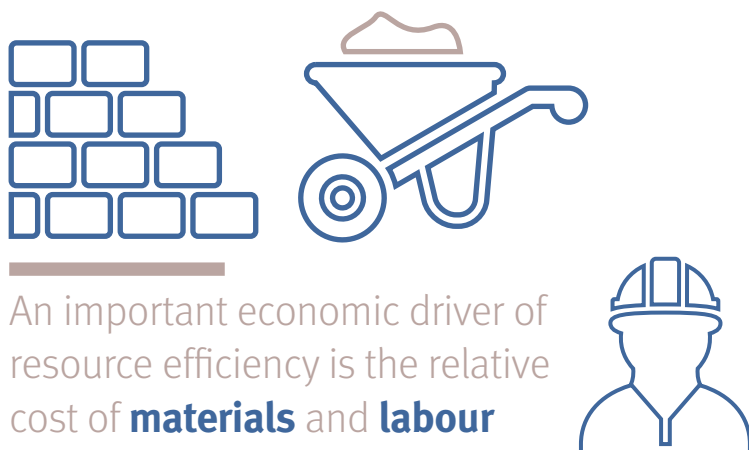 An important economic driver of
resource efficiency is the relative
cost of materials and labour